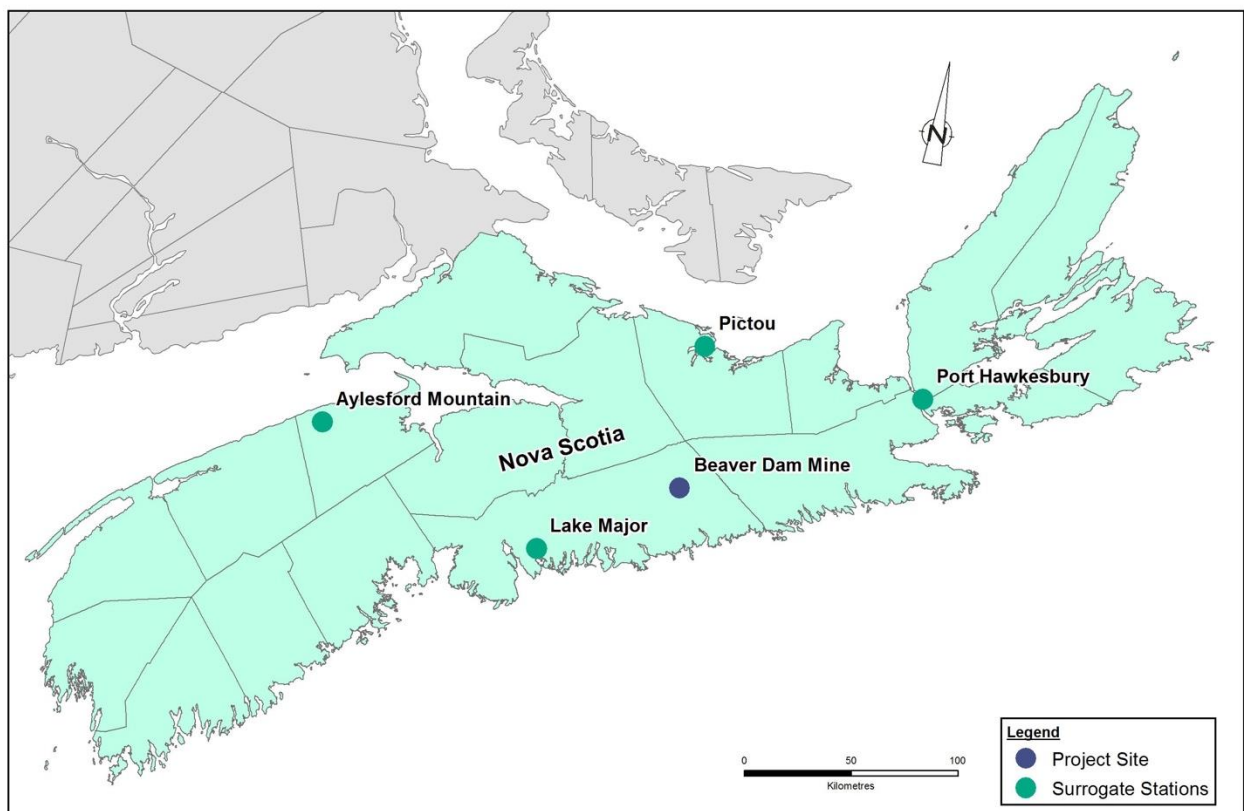 N
Pictou
Port Hawkesbury
Aylesford Mountain
Nova Scotia
Beaver Dam Mine
Lake Major
Legend
Project Site
Surrogate Stations
0 50 100
Kilometres